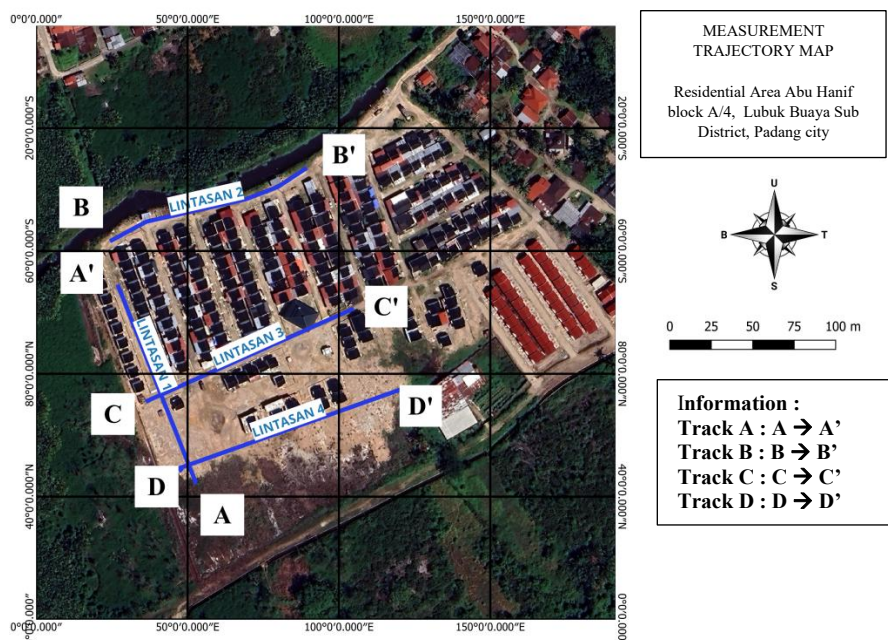 0°0'0.000" 50°0'0.000"E 100°0'0.000"E 150°0'0.000"E
20°0'0.000"S
60°0'0.000"S
80°0'0.000"N
40°0'0.000"N
0°0'0.000"
B
B'
LINTASAN 2
A'
LINTASAN 1
C'
LINTASAN 3
C
D'
LINTASAN 4
D
A
20°0'0.000"S
60°0'0.000"S
80°0'0.000"N
40°0'0.000"N
0°0'0.000"E 50°0'0.000"E 100°0'0.000"E 150°0'0.000"E
MEASUREMENT
TRAJECTORY MAP
Residential Area Abu Hanif
block A/4, Lubuk Buaya Sub
District, Padang city
U
B T
S
0 25 50 75 100 m
Information :
Track A : A → A’
Track B : B → B’
Track C : C → C’
Track D : D → D’